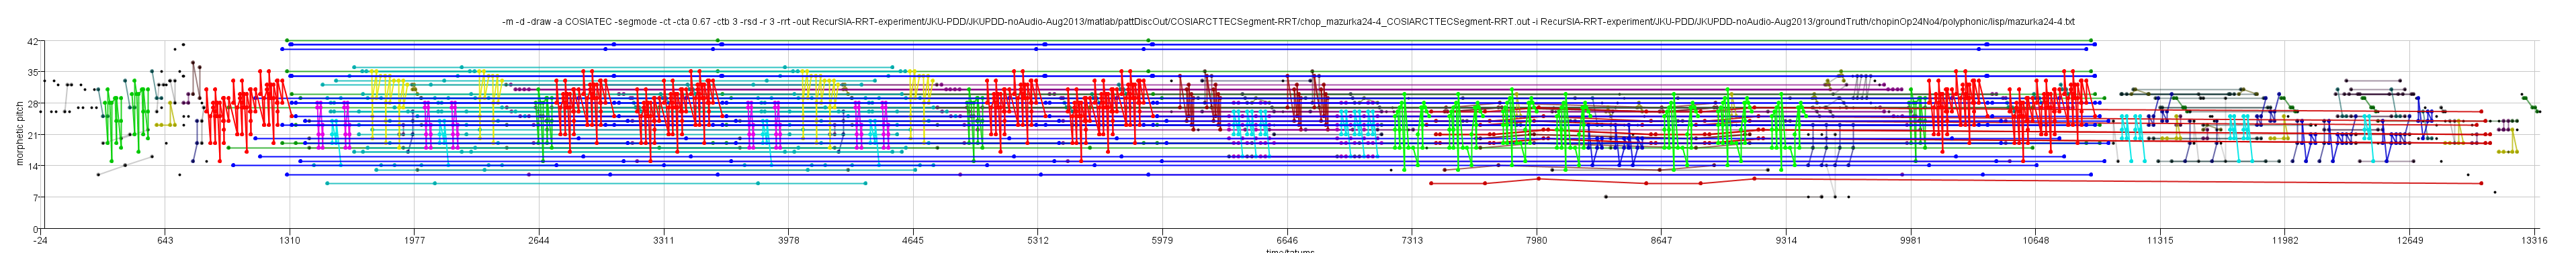 -m -d -draw -a COSIATEC -segmode -ct -cta 0.67 -ctb 3 -rsd -r 3 -rrt -out RecurSIA-RRT-experiment/JKU-PDD/JKUPDD-noAudio-Aug2013/matlab/pattDiscOut/COSIARCTTECSegment-RRT/chop_mazurka24-4_COSIARCTTECSegment-RRT.out -i RecurSIA-RRT-experiment/JKU-PDD/JKUPDD-noAudio-Aug2013/groundTruth/chopinOp24No4/polyphonic/lisp/mazurka24-4.txt
42
35
28
21
14
7
0
morphetic pitch
-24 643 1310 1977 2644 3311 3978 4645 5312 5979 6646 7313 7980 8647 9314 9981 10648 11315 11982 12649 13316
time/tatums